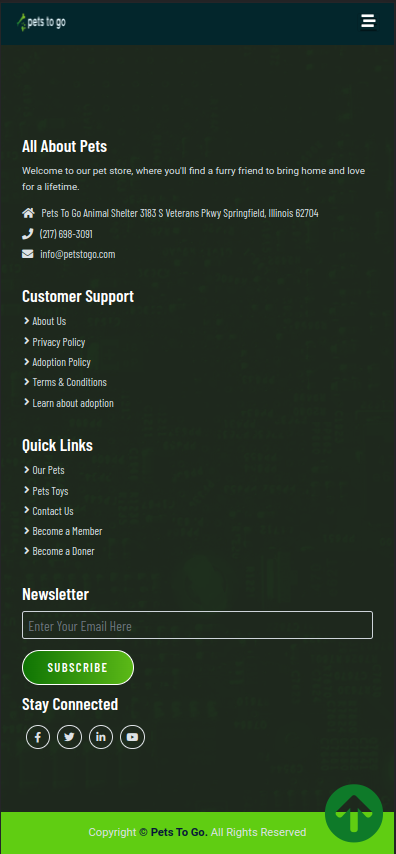 pets to go
All About Pets
Welcome to our pet store, where you'll find a furry friend to bring home and love
for a lifetime.
Pets To Go Animal Shelter 3183 S Veterans Pkwy Springfield, Illinois 62704
(217) 698-3091
info@petstogo.com
Customer Support
About Us
Privacy Policy
Adoption Policy
Terms & Conditions
Learn about adoption
Quick Links
Our Pets
Pets Toys
Contact Us
Become a Member
Become a Doner
Newsletter
Enter Your Email Here
SUBSCRIBE
Stay Connected
Copyright © Pets To Go. All Rights Reserved